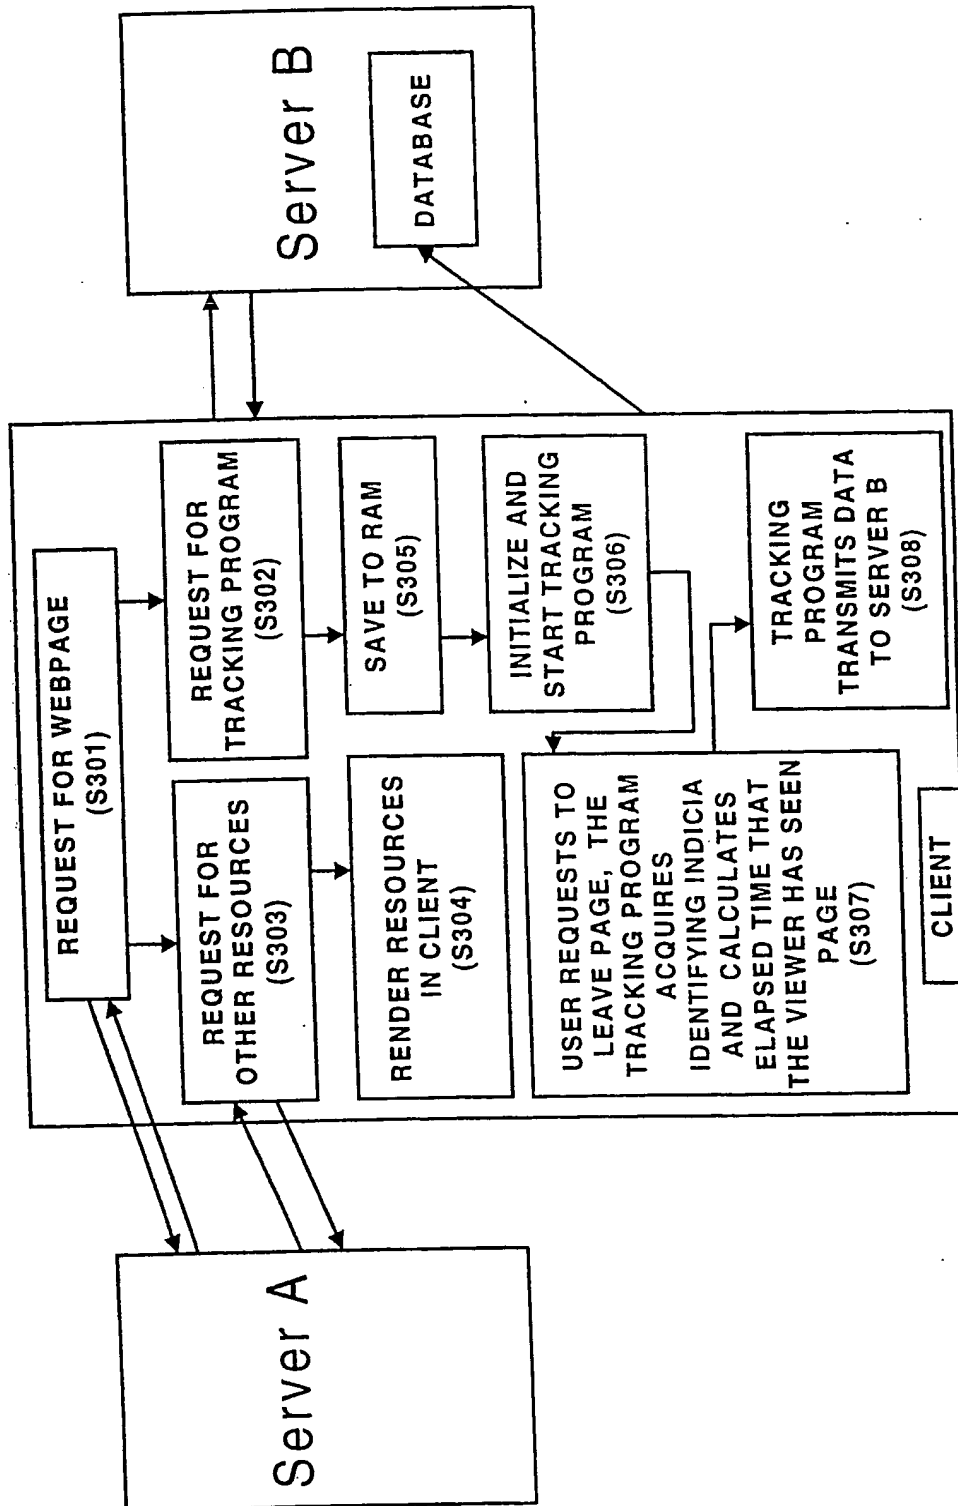 Server A
REQUEST FOR WEBPAGE
(S301)
REQUEST FOR
OTHER RESOURCES
(S303)
REQUEST FOR
TRACKING PROGRAM
(S302)
RENDER RESOURCES
IN CLIENT
(S304)
SAVE TO RAM
(S305)
INITIALIZE AND
START TRACKING
PROGRAM
(S306)
USER REQUESTS TO
LEAVE PAGE, THE
TRACKING PROGRAM
ACQUIRES
IDENTIFYING INDICIA
AND CALCULATES
ELAPSED TIME THAT
THE VIEWER HAS SEEN
PAGE
(S307)
TRACKING
PROGRAM
TRANSMITS DATA
TO SERVER B
(S308)
CLIENT
Server B
DATABASE